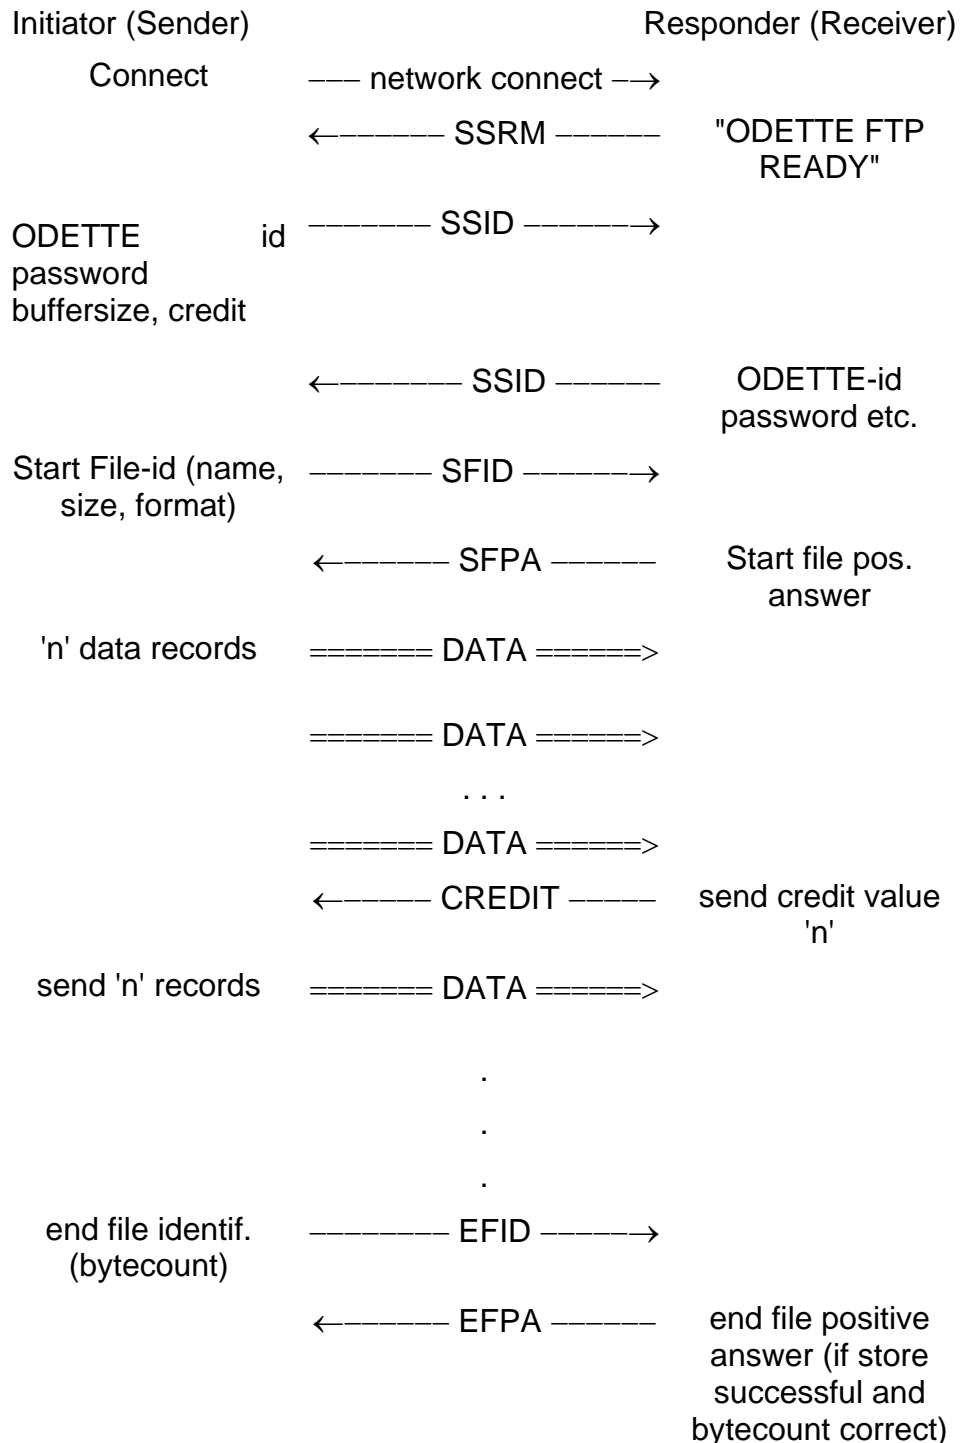 Initiator (Sender) Responder (Receiver)
Connect ––– network connect –→
←–––––– SSRM –––––– "ODETTE FTP
READY"
––––––– SSID ––––––→
ODETTE id
password
buffersize, credit
←––––––– SSID –––––– ODETTE-id
password etc.
Start File-id (name, ––––––– SFID ––––––→
size, format)
←–––––– SFPA –––––– Start file pos.
answer
'n' data records ======= DATA ======>
======= DATA ======>
. . .
======= DATA ======>
←––––– CREDIT ––––– send credit value
'n'
send 'n' records ======= DATA ======>
.
.
.
end file identif. –––––––– EFID –––––→
(bytecount)
←–––––– EFPA –––––– end file positive
answer (if store
successful and
bytecount correct)